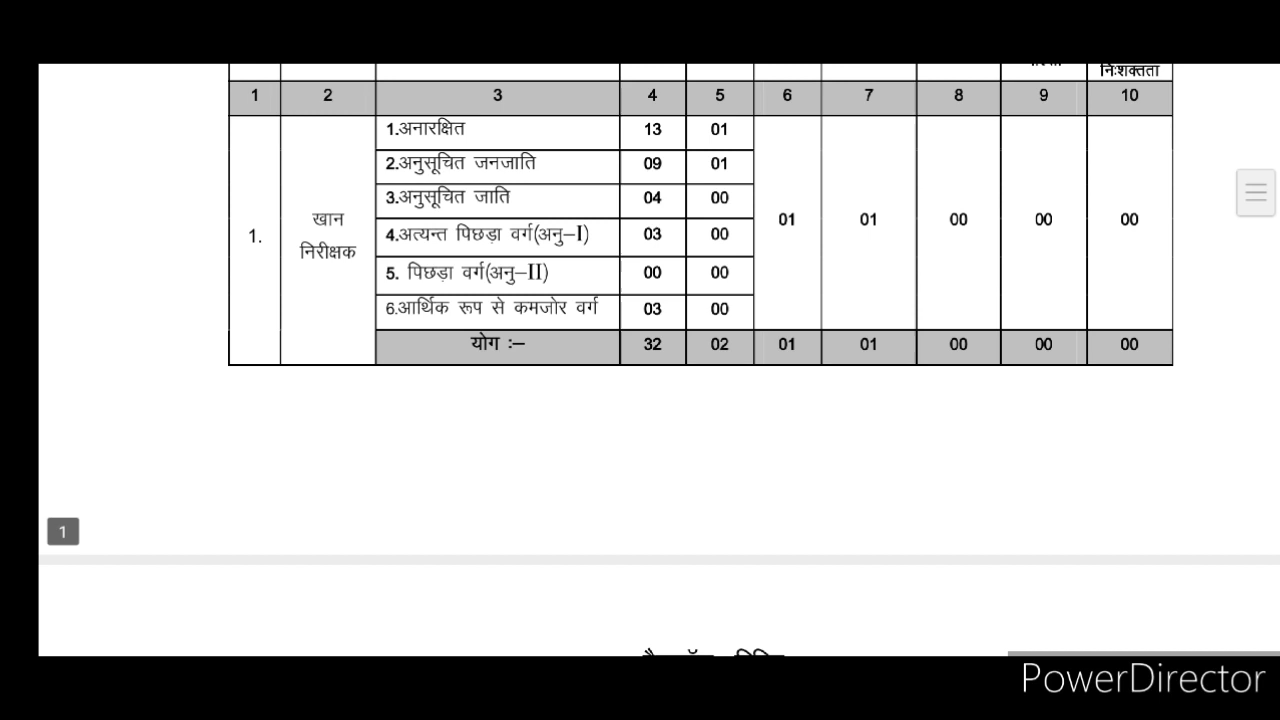 निःशक्तता
1 2 3 4 5 6 7 8 9 10
1. खान निरीक्षक
1.अनारक्षित 13 01
2.अनुसूचित जनजाति 09 01
3.अनुसूचित जाति 04 00
01 01 00 00 00
4.अत्यन्त पिछड़ा वर्ग(अनु–I) 03 00
5. पिछड़ा वर्ग(अनु–II) 00 00
6.आर्थिक रूप से कमजोर वर्ग 03 00
योग :– 32 02 01 01 00 00 00
1
PowerDirector